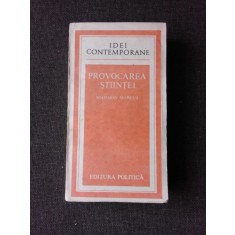 IDEI
CONTEMPORANE
PROVOCAREA
ȘTIINȚEI
EDITURA POLITICĂ